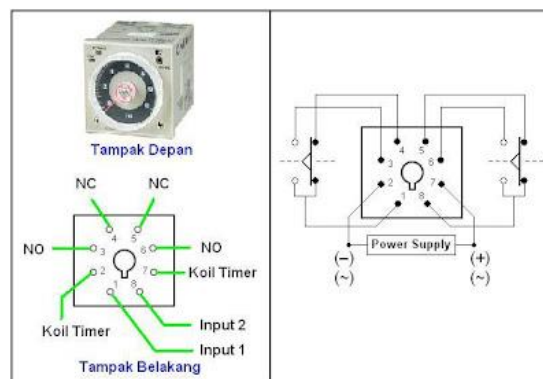 Tampak Depan
NC NC
4 5
NO 3 6 NO
2 7 Koil Timer
1 8
Koil Timer
Input 2
Input 1
Tampak Belakang
4 5
3 6
2 7
1 8
Power Supply
(−) (+)
(~) (~)